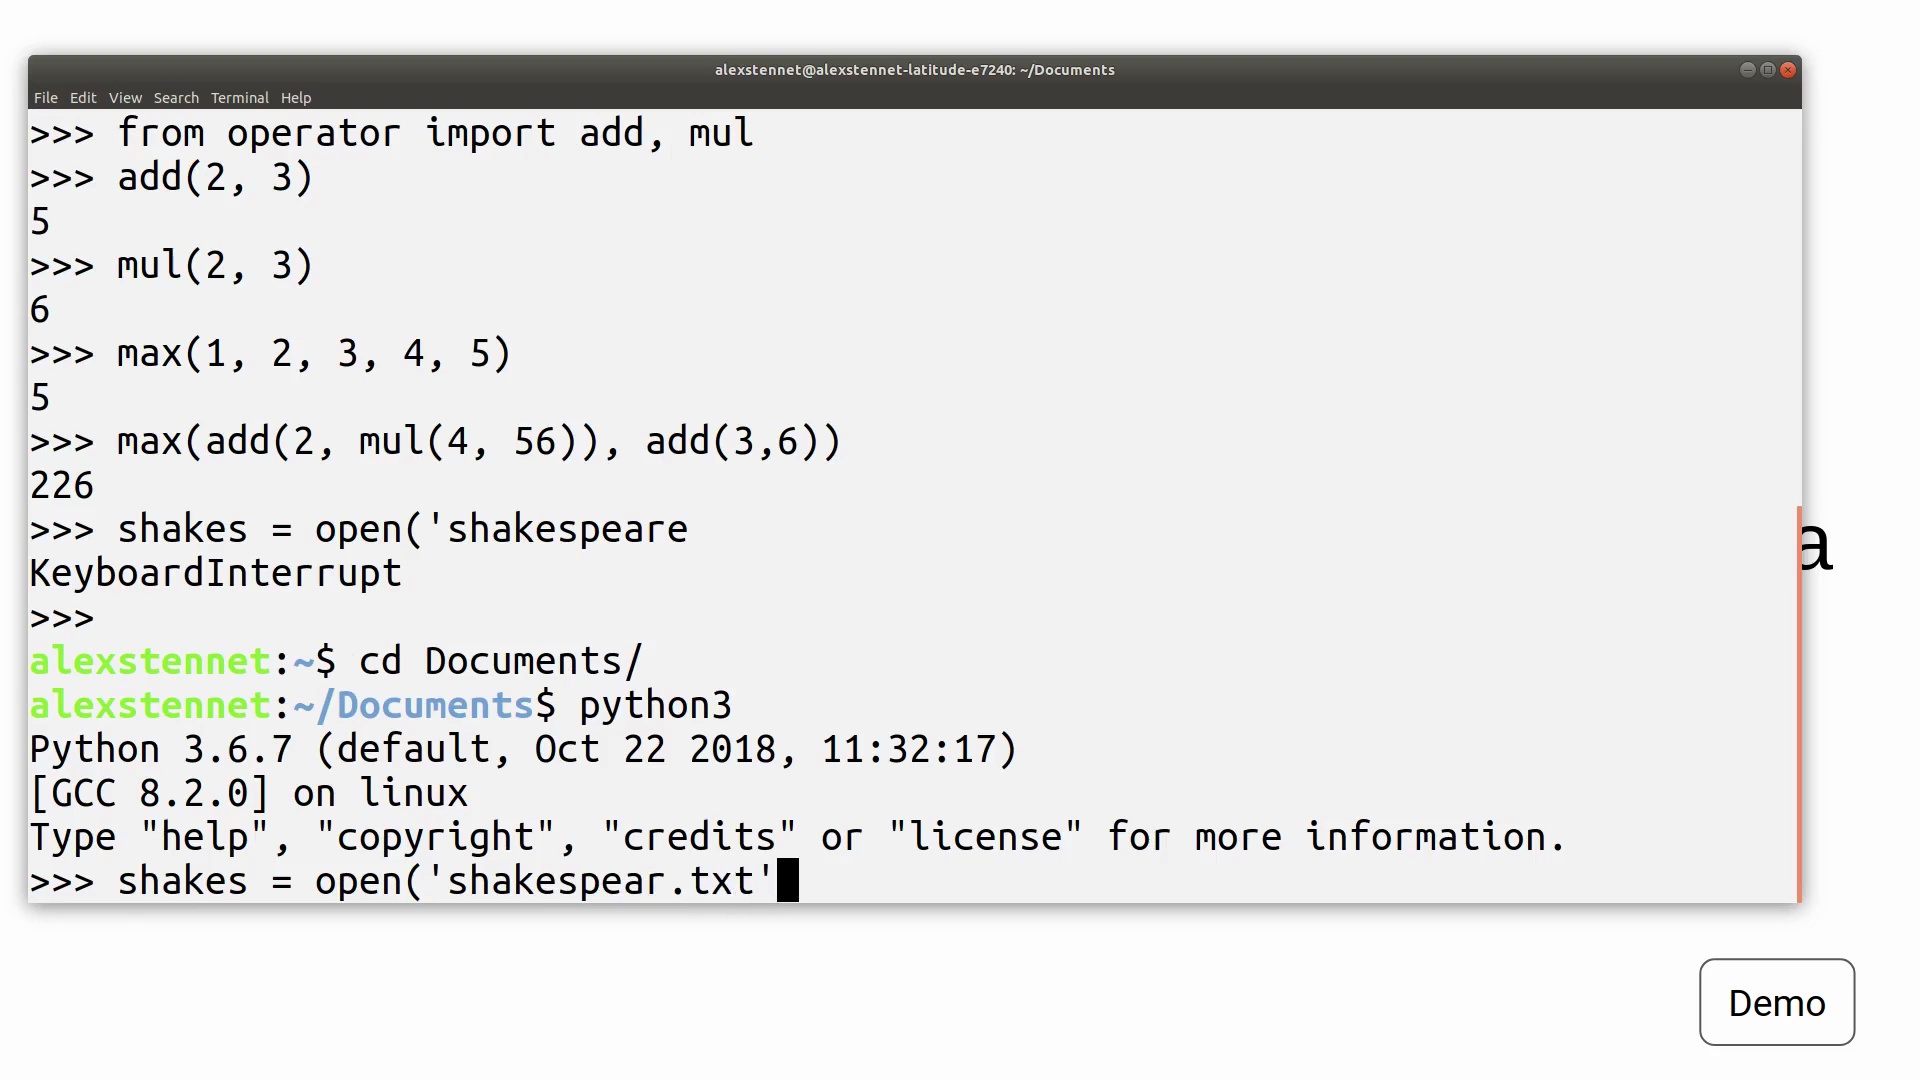 alexstennet@alexstennet-latitude-e7240: ~/Documents
File Edit View Search Terminal Help
>>> from operator import add, mul
>>> add(2, 3)
5
>>> mul(2, 3)
6
>>> max(1, 2, 3, 4, 5)
5
>>> max(add(2, mul(4, 56)), add(3,6))
226
>>> shakes = open('shakespeare
KeyboardInterrupt
>>>
alexstennet:~$ cd Documents/
alexstennet:~/Documents$ python3
Python 3.6.7 (default, Oct 22 2018, 11:32:17)
[GCC 8.2.0] on linux
Type "help", "copyright", "credits" or "license" for more information.
>>> shakes = open('shakespear.txt'
a
Demo